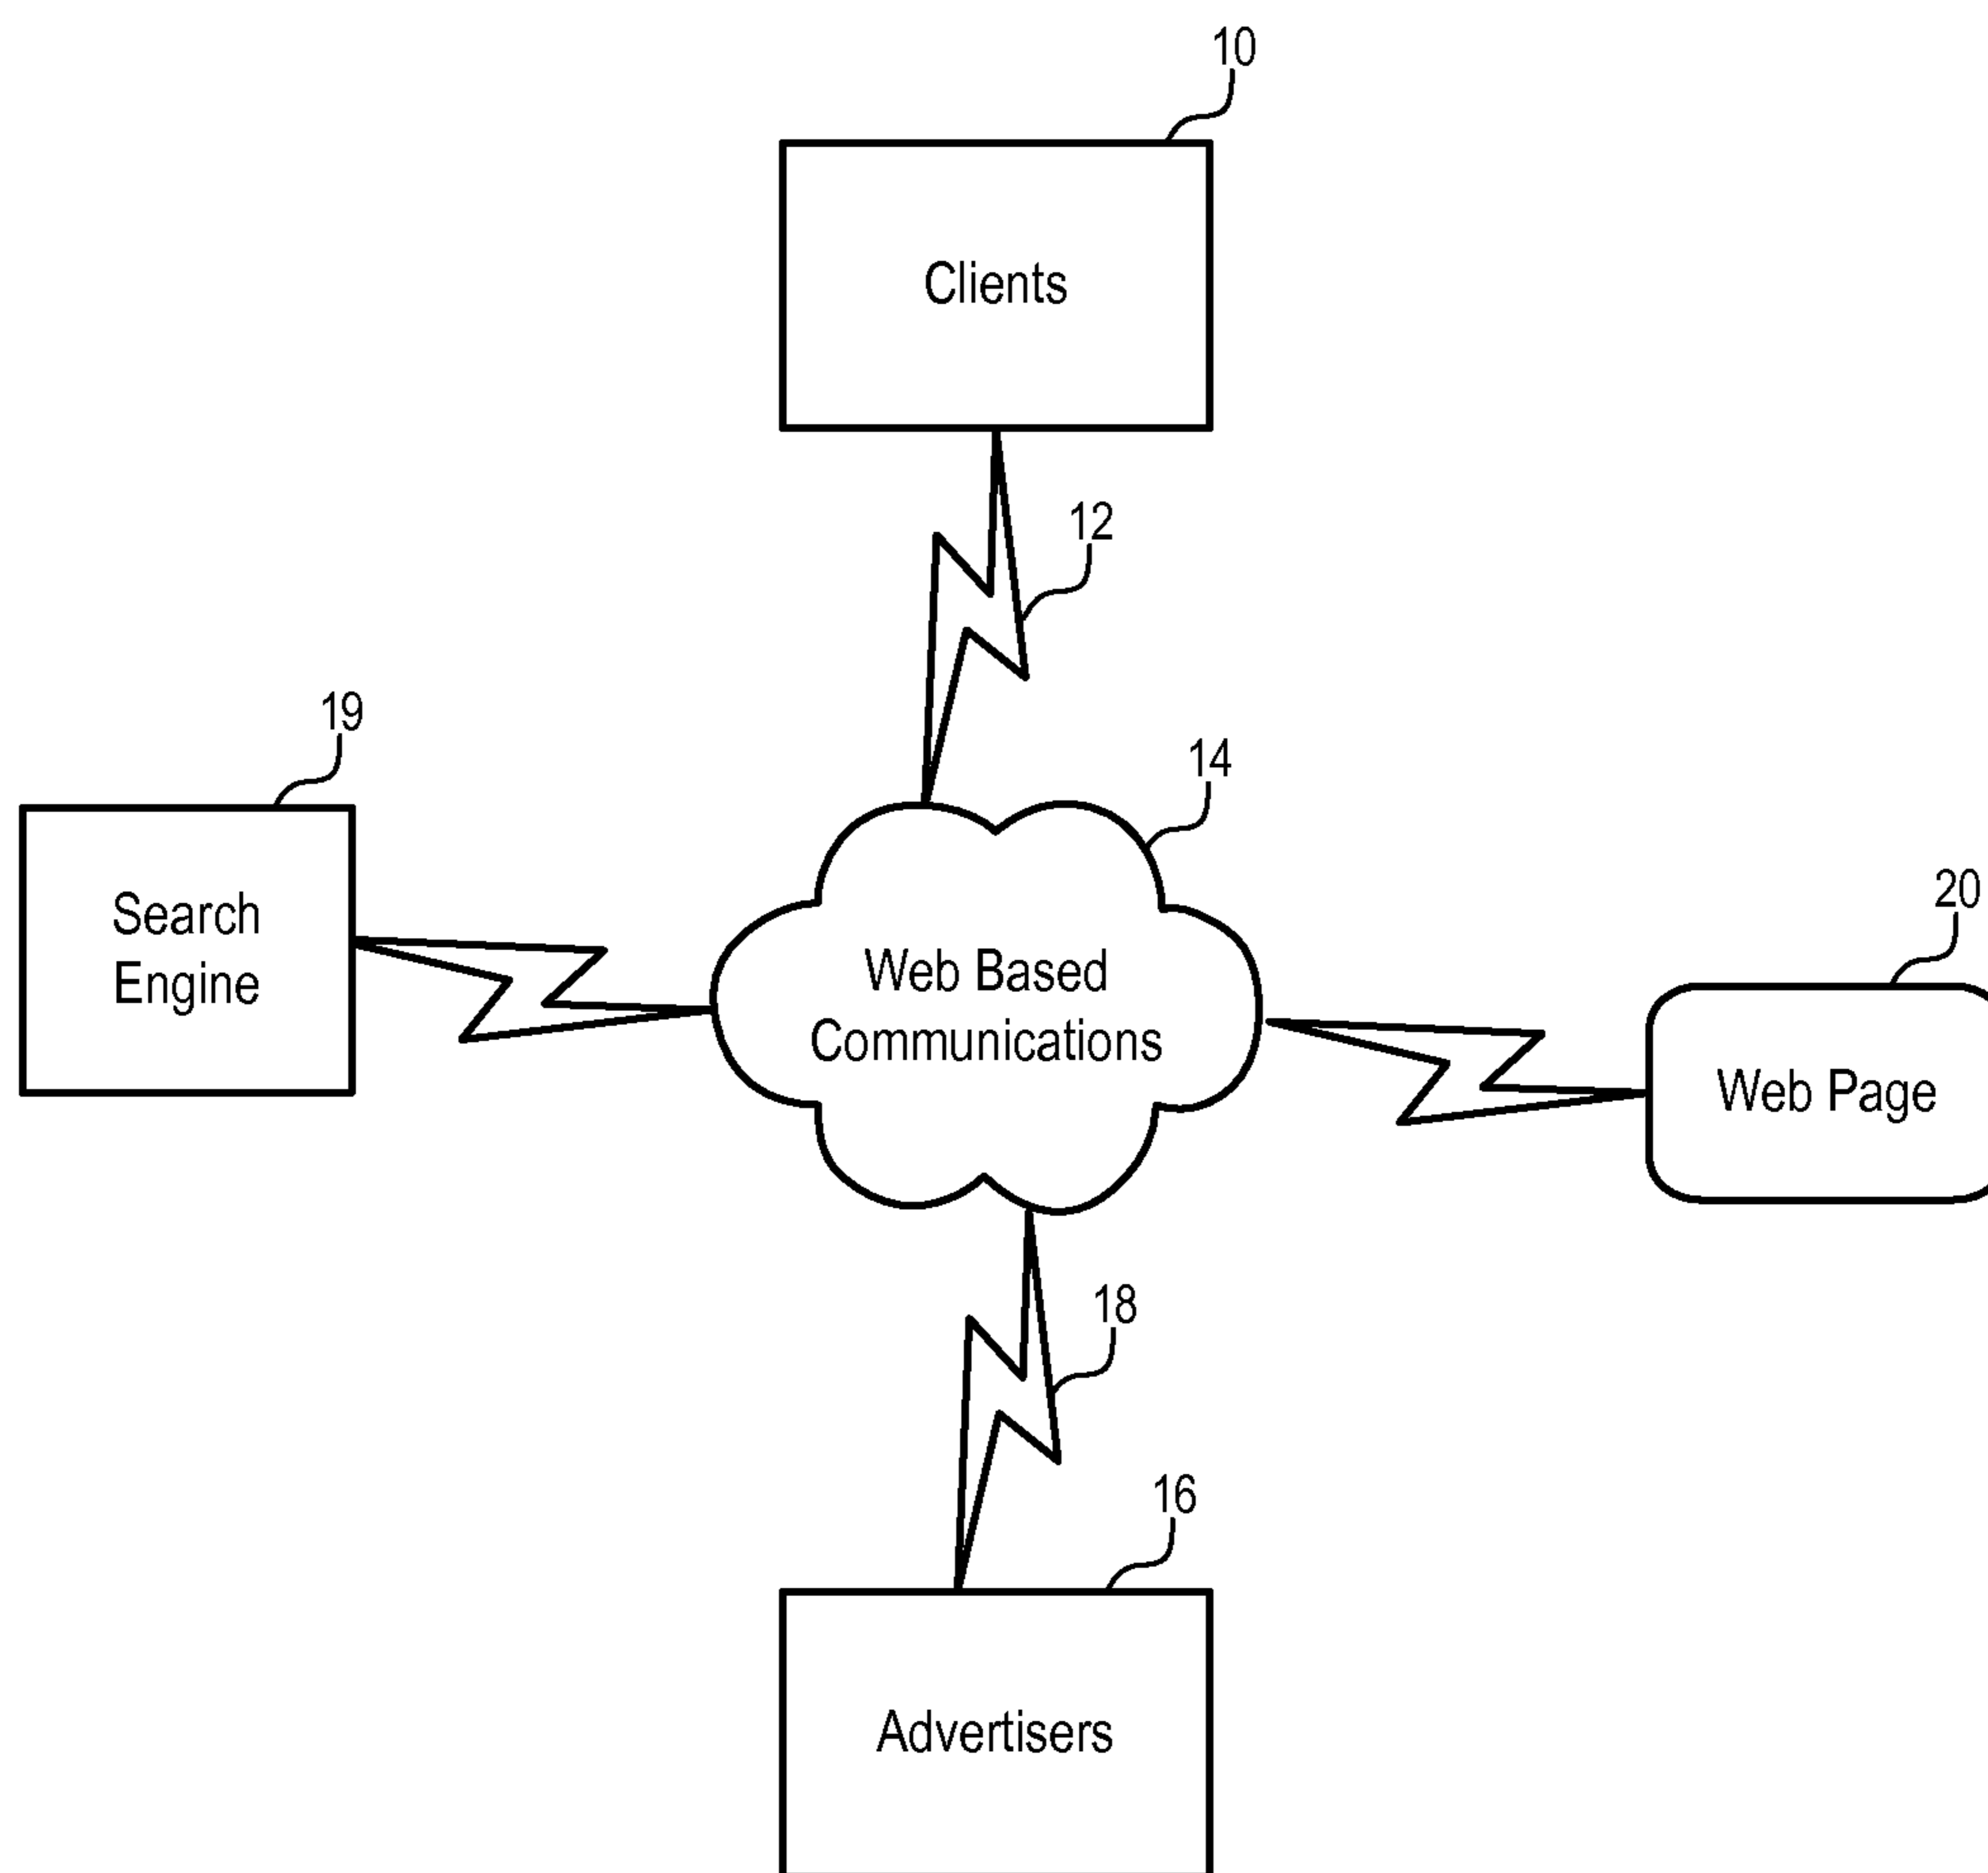 10
Clients
12
19
14
Search
Engine
20
Web Based
Communications
Web Page
18
16
Advertisers